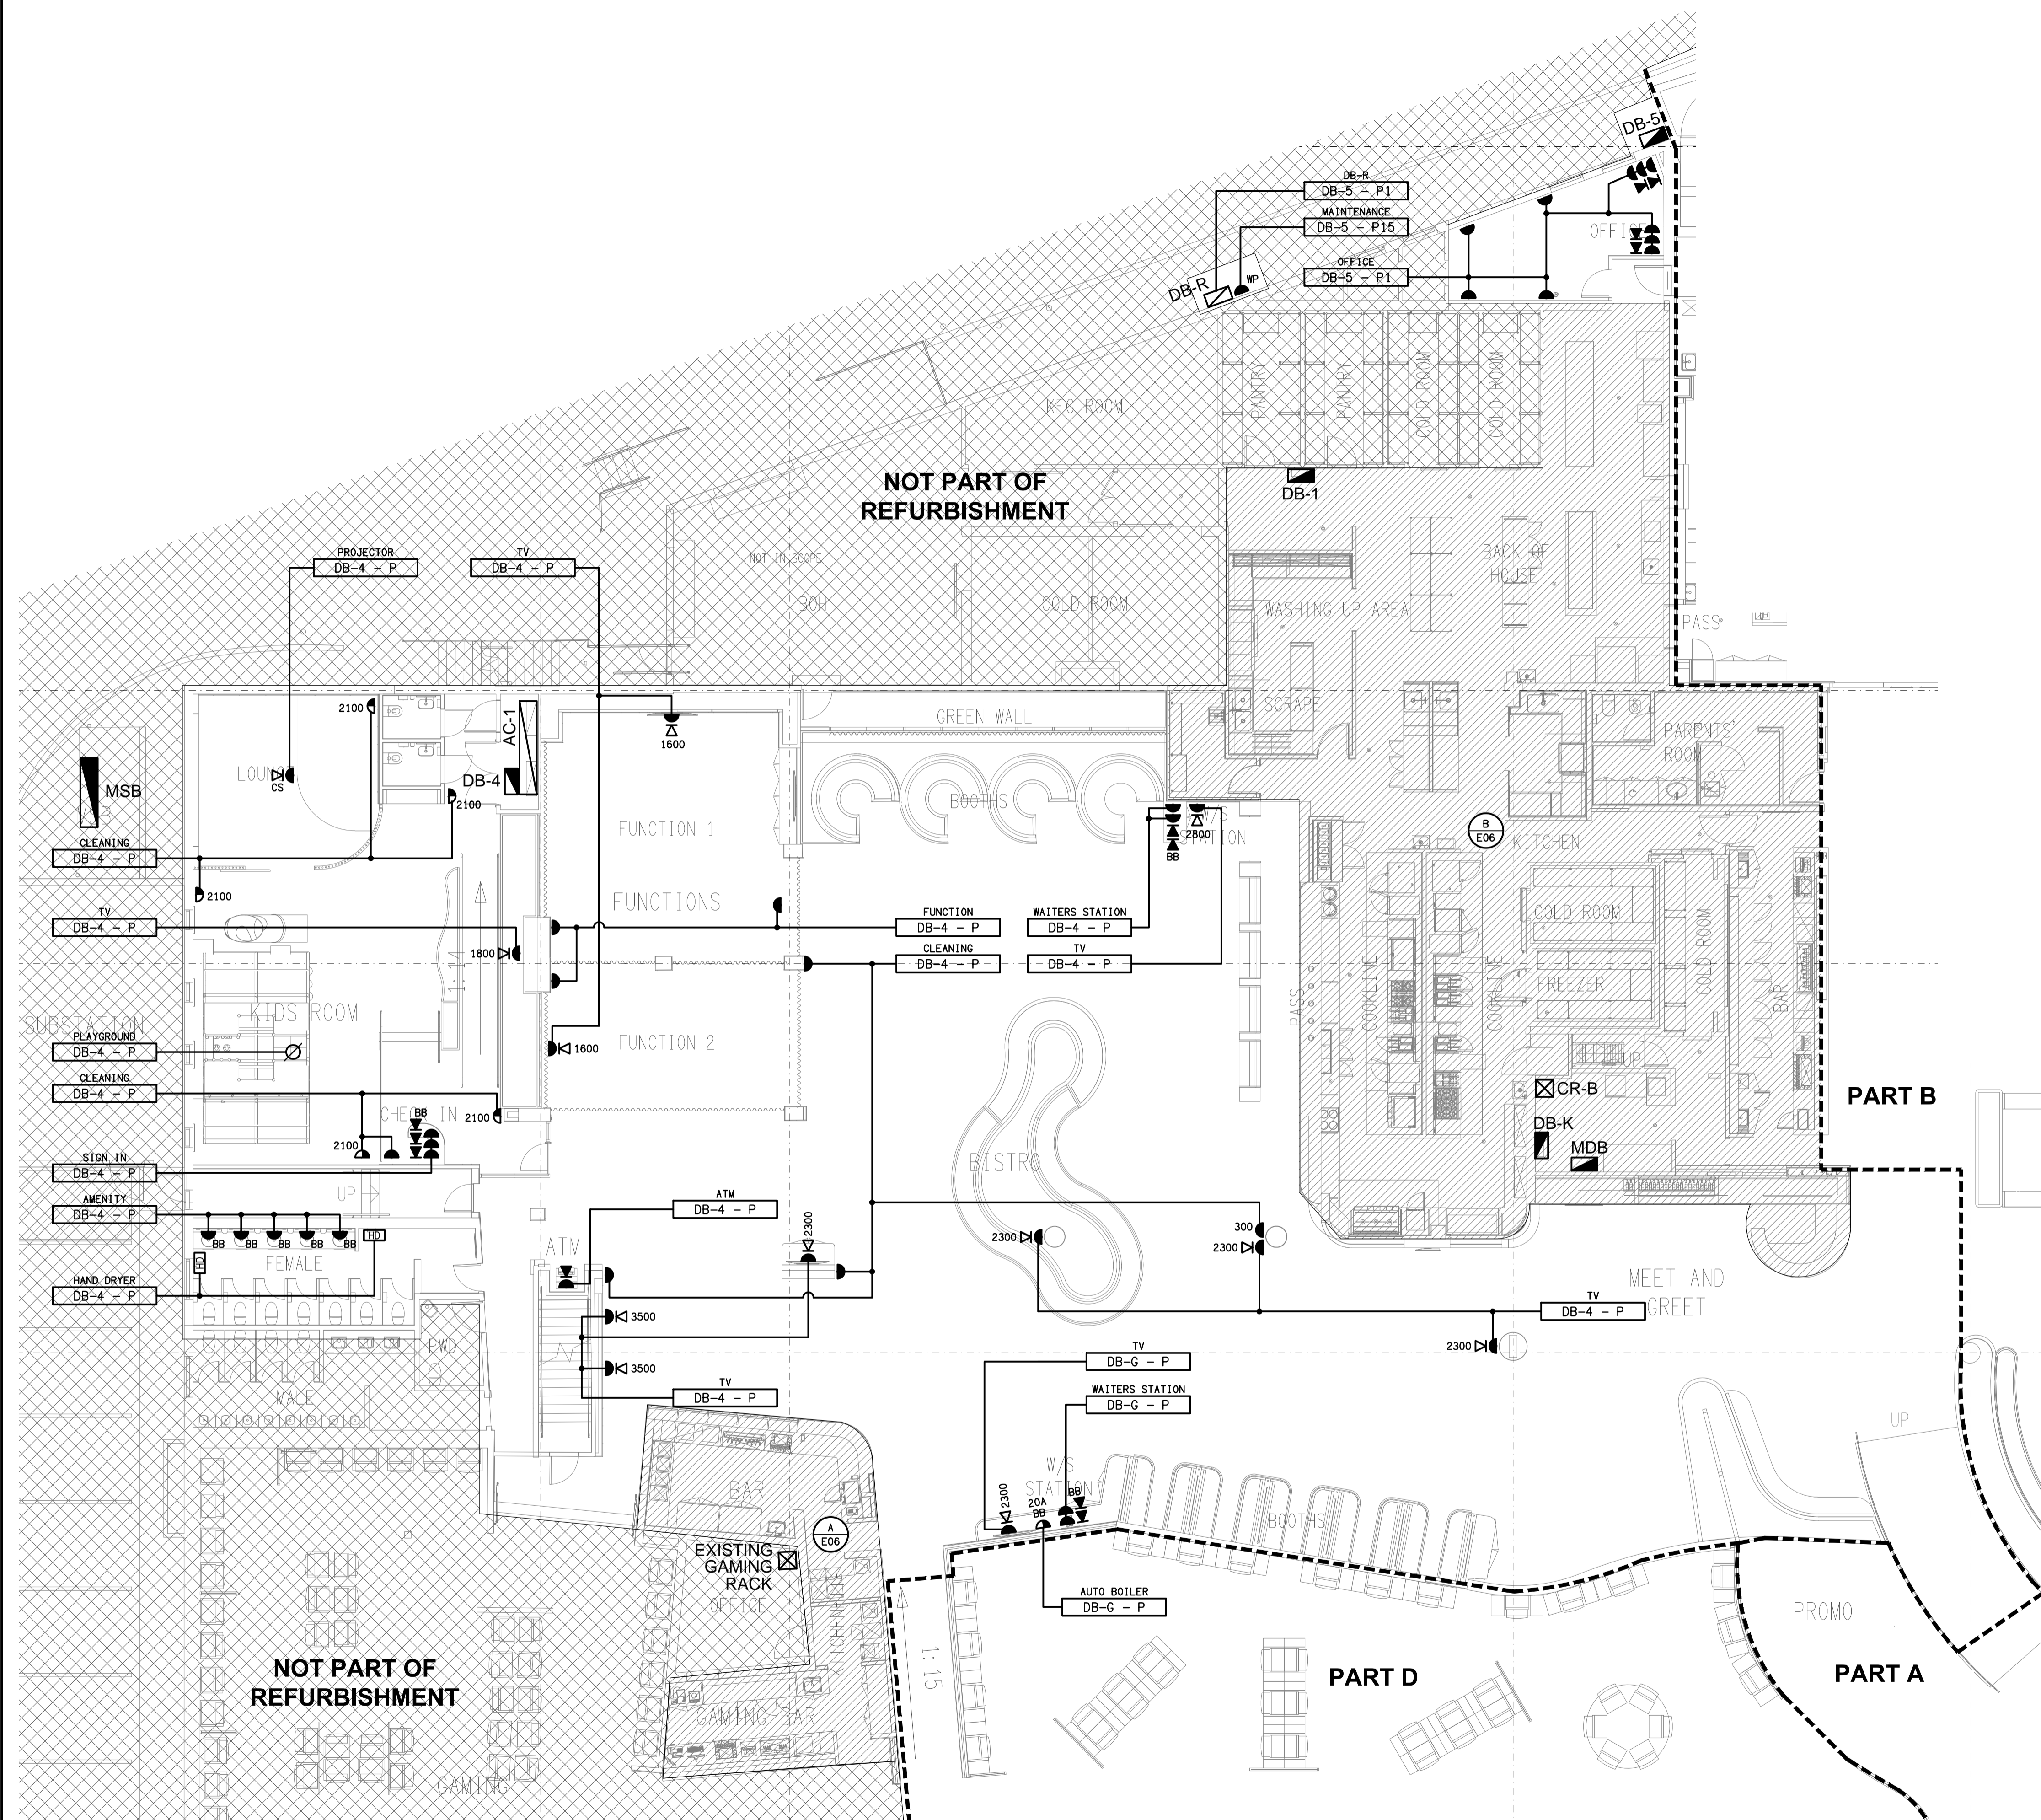 DB-5
DB-R
DB-5 - P1
MAINTENANCE
DB-5 - P15
OFFICE
OFFICE
DB-5 - P1
DB-R
WP
PANTRY
PANTRY
COLD ROOM
COLD ROOM
KEG ROOM
NOT PART OF
REFURBISHMENT
DB-1
PROJECTOR
DB-4 - P
TV
DB-4 - P
NOT IN SCOPE
BOH
COLD ROOM
BACK OF
HOUSE
WASHING UP AREA
PASS
2100
AC-1
1600
GREEN WALL
SCRAPE
PARENTS'
ROOM
LOUNGE
CS
DB-4
MSB
2100
BOOTHS
FUNCTION 1
W/S
STATION
2800
BB
B
E06
KITCHEN
CLEANING
DB-4 - P
2100
FUNCTIONS
TV
DB-4 - P
FUNCTION
DB-4 - P
WAITERS STATION
DB-4 - P
COLD ROOM
COLD ROOM
1800
CLEANING
DB-4 - P
TV
DB-4 - P
1:14
PASS
COOKLINE
COOKLINE
FREEZER
BAR
KIDS ROOM
SUBSTATION
PLAYGROUND
DB-4 - P
1600
FUNCTION 2
UP
CLEANING
DB-4 - P
CR-B
PART B
CHECK IN
BB
2100
2100
DB-K
MDB
SIGN IN
DB-4 - P
BISTRO
UP
AMENITY
DB-4 - P
ATM
DB-4 - P
BB
BB
BB
BB
BB
HD
HD
FEMALE
ATM
2300
300
2300
2300
HAND DRYER
DB-4 - P
MEET AND
GREET
TV
DB-4 - P
3500
PWD
2300
3500
TV
DB-G - P
TV
DB-4 - P
MALE
WAITERS STATION
DB-G - P
UP
W/S
STATION
BAR
2300
20A
BB
BB
BOOTHS
A
E06
EXISTING
GAMING
RACK
OFFICE
KITCHENETTE
AUTO BOILER
DB-G - P
PROMO
1:15
NOT PART OF
REFURBISHMENT
PART D
PART A
GAMING BAR
GAMING